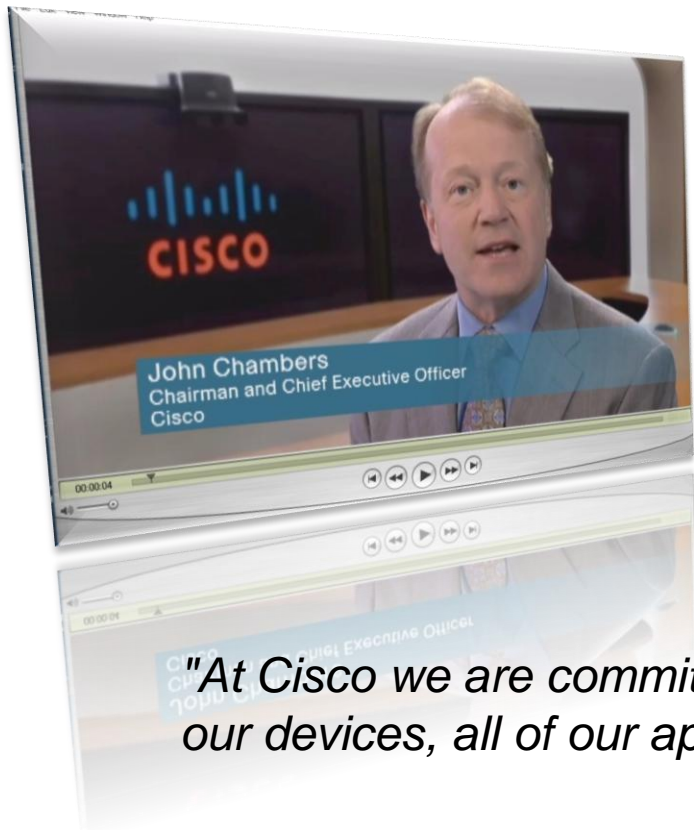 CISCO
John Chambers
Chairman and Chief Executive Officer
Cisco
00:00:04
"At Cisco we are commit
our devices, all of our ap